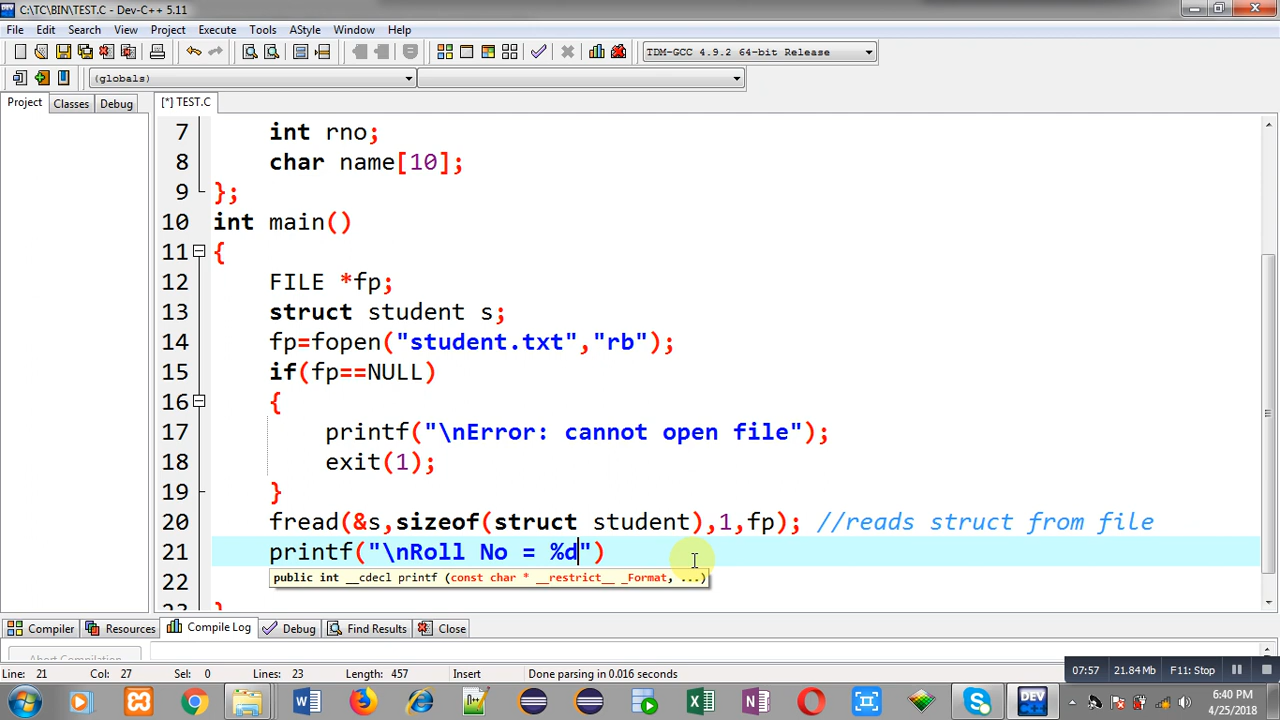 C:\TC\BIN\TEST.C - Dev-C++ 5.11
File Edit Search View Project Execute Tools AStyle Window Help
TDM-GCC 4.9.2 64-bit Release
(globals)
Project Classes Debug
[*] TEST.C
7 int rno;
8 char name[10];
9 };
10 int main()
11 {
12 FILE *fp;
13 struct student s;
14 fp=fopen("student.txt","rb");
15 if(fp==NULL)
16 {
17 printf("\nError: cannot open file");
18 exit(1);
19 }
20 fread(&s,sizeof(struct student),1,fp); //reads struct from file
21 printf("\nRoll No = %d")
public int __cdecl printf (const char * __restrict__ _Format, ...)
22
23 }
Compiler Resources Compile Log Debug Find Results Close
Abort Compilation
Line: 21 Col: 27 Sel: 0 Lines: 23 Length: 457 Insert Done parsing in 0.016 seconds
07:57 21.84 MB F11: Stop
DEV
6:40 PM
4/25/2018